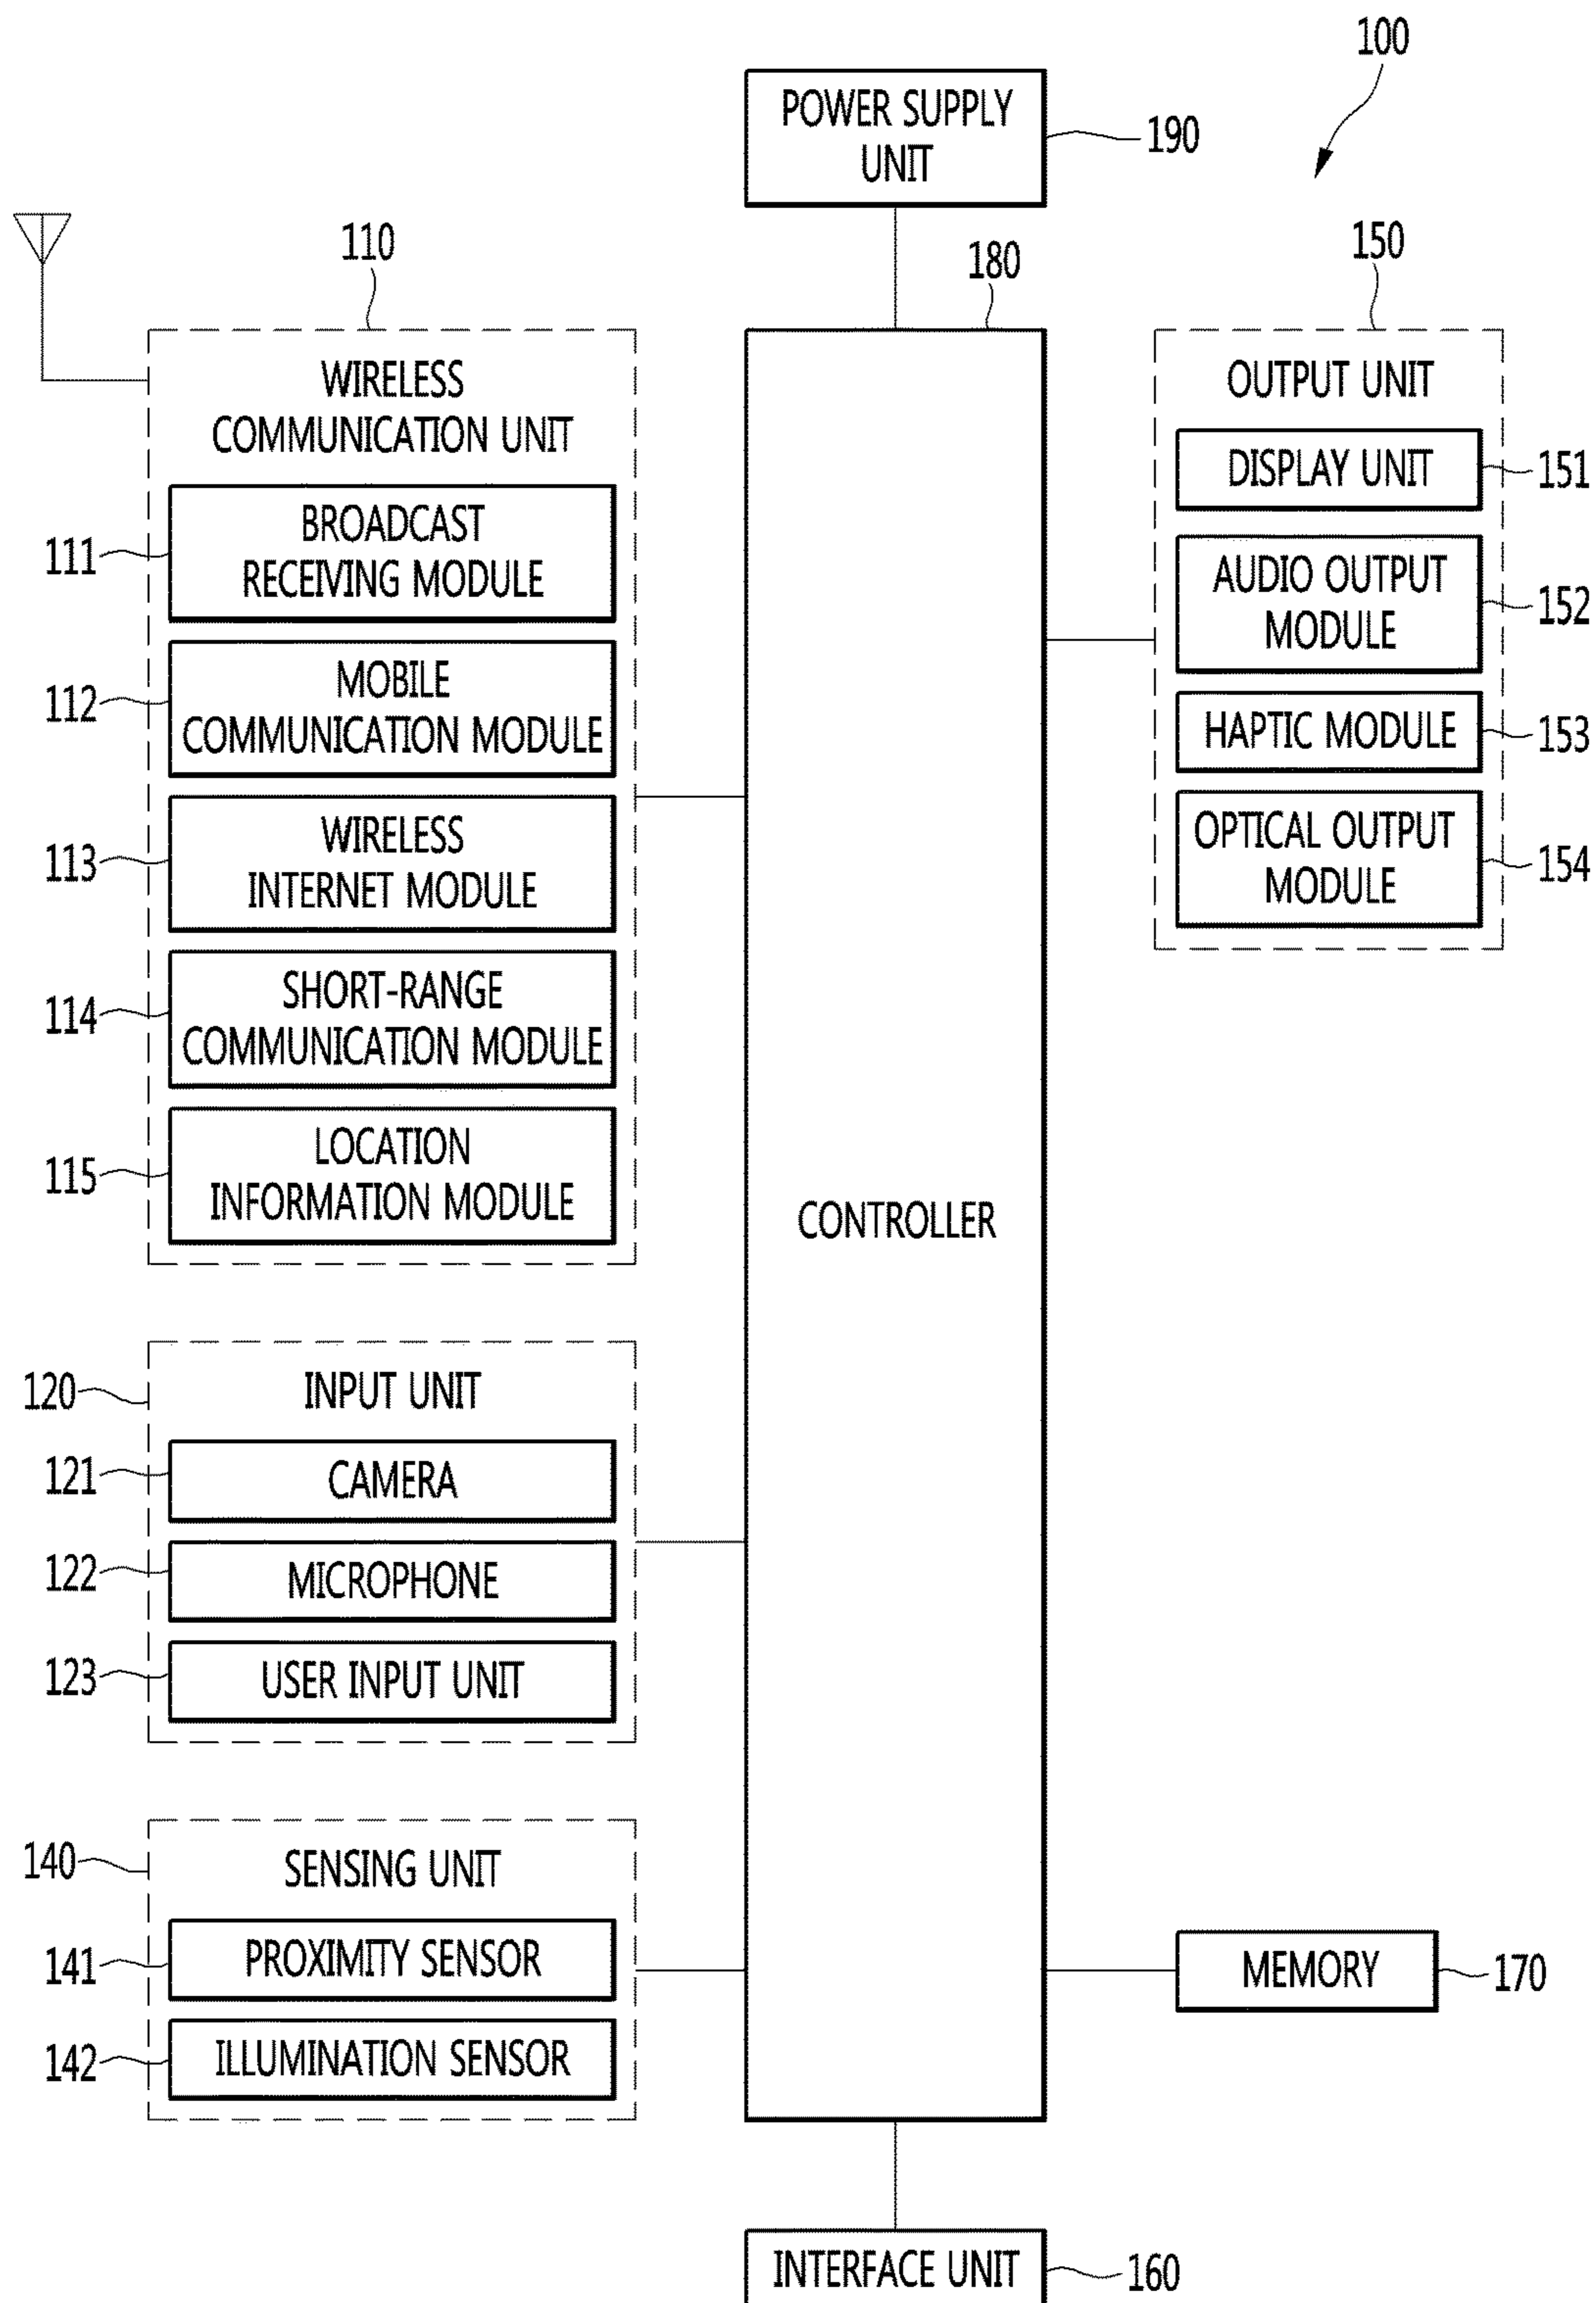 100
POWER SUPPLY
UNIT
190
110
180
150
WIRELESS
COMMUNICATION UNIT
111
BROADCAST
RECEIVING MODULE
112
MOBILE
COMMUNICATION MODULE
113
WIRELESS
INTERNET MODULE
114
SHORT-RANGE
COMMUNICATION MODULE
115
LOCATION
INFORMATION MODULE
120
INPUT UNIT
121
CAMERA
122
MICROPHONE
123
USER INPUT UNIT
140
SENSING UNIT
141
PROXIMITY SENSOR
142
ILLUMINATION SENSOR
CONTROLLER
OUTPUT UNIT
DISPLAY UNIT
151
AUDIO OUTPUT
MODULE
152
HAPTIC MODULE
153
OPTICAL OUTPUT
MODULE
154
MEMORY
170
INTERFACE UNIT
160